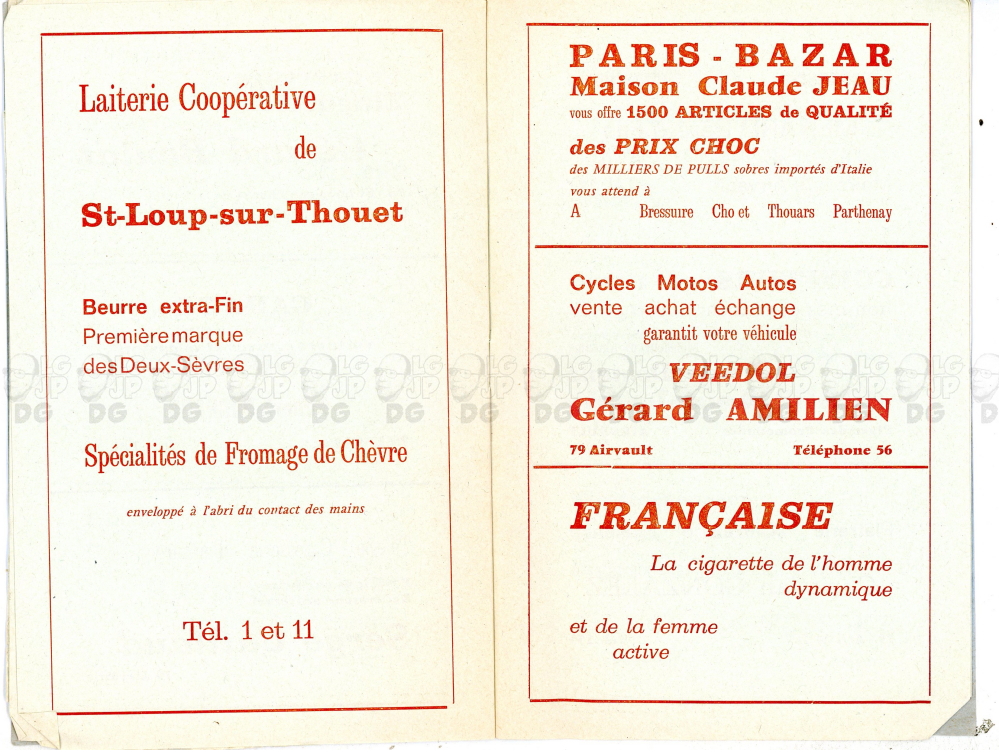 Laiterie Coopérative
de
St-Loup-sur-Thouet
Beurre extra-Fin
Première marque
des Deux-Sèvres
Spécialités de Fromage de Chèvre
enveloppé à l'abri du contact des mains
Tél. 1 et 11
PARIS - BAZAR
Maison Claude JEAU
vous offre 1500 ARTICLES de QUALITÉ
des PRIX CHOC
des MILLIERS DE PULLS sobres importés d'Italie
vous attend à
A Bressuire Cho et Thouars Parthenay
Cycles Motos Autos
vente achat échange
garantit votre véhicule
VEEDOL
Gérard AMILIEN
79 Airvault Téléphone 56
FRANÇAISE
La cigarette de l'homme
dynamique
et de la femme
active
LG JP DG